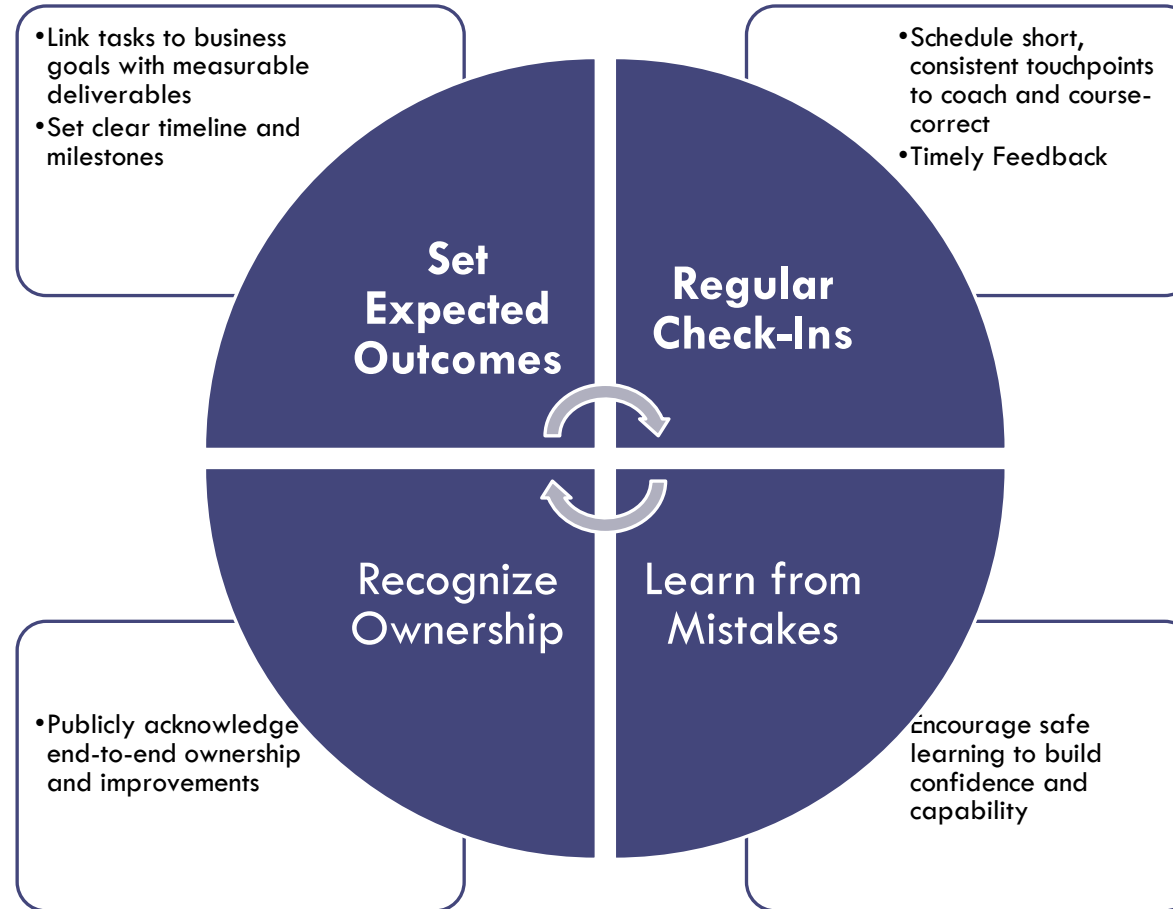 •Link tasks to business
goals with measurable
deliverables
•Set clear timeline and
milestones
•Schedule short,
consistent touchpoints
to coach and course-
correct
•Timely Feedback
Set
Expected
Outcomes
Regular
Check-Ins
Recognize
Ownership
Learn from
Mistakes
•Publicly acknowledge
end-to-end ownership
and improvements
Encourage safe
learning to build
confidence and
capability